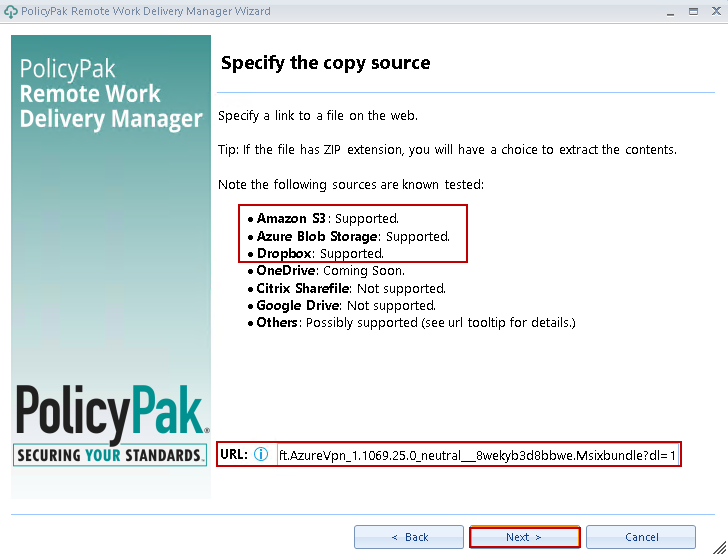 PolicyPak Remote Work Delivery Manager Wizard
PolicyPak
Remote Work
Delivery Manager
Specify the copy source
Specify a link to a file on the web.
Tip: If the file has ZIP extension, you will have a choice to extract the contents.
Note the following sources are known tested:
• Amazon S3: Supported.
• Azure Blob Storage: Supported.
• Dropbox: Supported.
• OneDrive: Coming Soon.
• Citrix Sharefile: Not supported.
• Google Drive: Not supported.
• Others: Possibly supported (see url tooltip for details.)
PolicyPak®
SECURING YOUR STANDARDS™
URL: ft.AzureVpn_1.1069.25.0_neutral___8wekyb3d8bbwe.Msixbundle?dl=1
< Back Next > Cancel